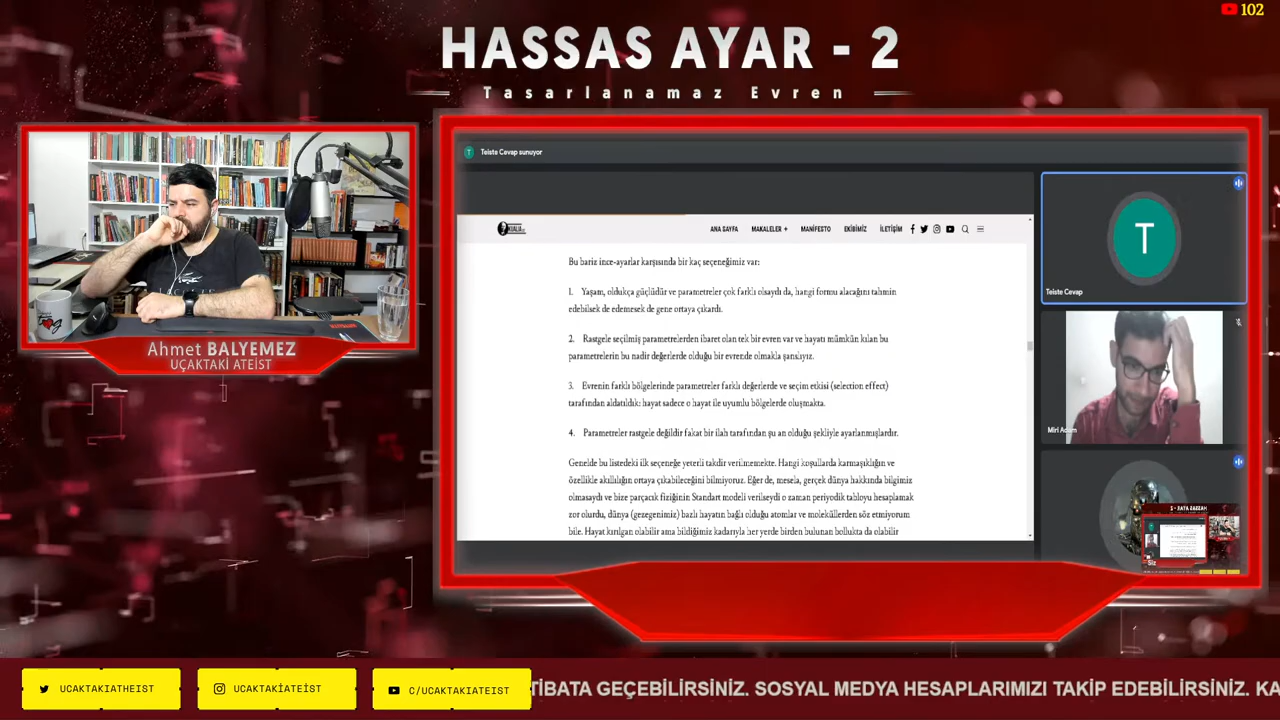 102
HASSAS AYAR - 2
Tasarlanamaz Evren
T Teiste Cevap sunuyor
ANA SAYFA MAKALELER + MANİFESTO EKİBİMİZ İLETİŞİM
Bu bariz ince-ayarlar karşısında bir kaç seçeneğimiz var:
1. Yaşam, oldukça güçlüdür ve parametreler çok farklı olsaydı da, hangi formu alacağını tahmin
edebilsek de edemesek de gene ortaya çıkardı.
2. Rastgele seçilmiş parametrelerden ibaret olan tek bir evren var ve hayatı mümkün kılan bu
parametrelerin bu nadir değerlerde olduğu bir evrende olmakla şanslıyız.
3. Evrenin farklı bölgelerinde parametreler farklı değerlerde ve seçim etkisi (selection effect)
tarafından aldatıldık: hayat sadece o hayat ile uyumlu bölgelerde oluşmakta.
4. Parametreler rastgele değildir fakat bir ilah tarafından şu an olduğu şekliyle ayarlanmışlardır.
Genelde bu listedeki ilk seçeneğe yeterli takdir verilmemekte. Hangi koşullarda karmaşıklığın ve
özellikle akıllılığın ortaya çıkabileceğini bilmiyoruz. Eğer de, mesela, gerçek dünya hakkında bilgimiz
olmasaydı ve bize parçacık fiziğinin Standart modeli verilseydi o zaman periyodik tabloyu hesaplamak
zor olurdu, dünya (gezegenimiz) bazlı hayatın bağlı olduğu atomlar ve moleküllerden söz etmiyorum
bile. Hayat kırılgan olabilir ama bildiğimiz kadarıyla her yerde birden bulunan bollukta da olabilir
T
Teiste Cevap
Miri Adam
Siz
Ahmet BALYEMEZ
UÇAKTAKİ ATEİST
UCAKTAKIATHEIST
UCAKTAKİATEİST
C/UCAKTAKIATEIST
TİBATA GEÇEBİLİRSİNİZ. SOSYAL MEDYA HESAPLARIMIZI TAKİP EDEBİLİRSİNİZ. KA